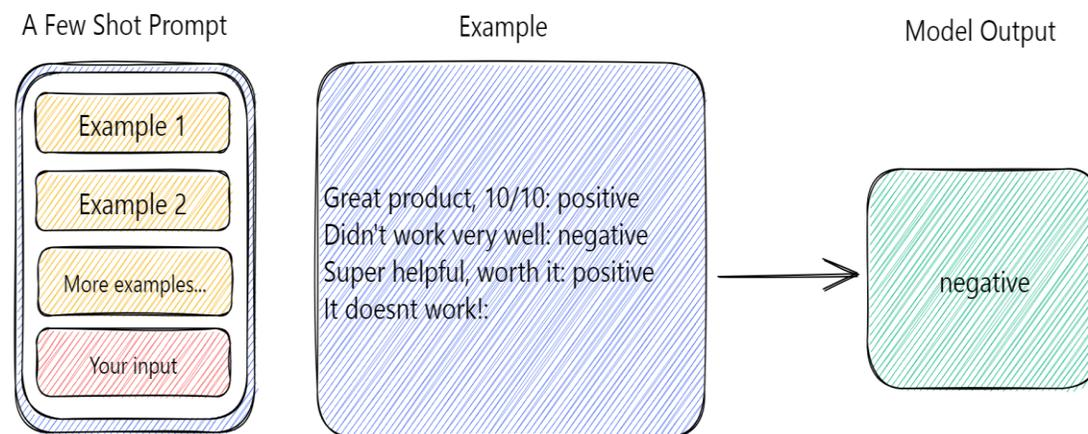 A Few Shot Prompt
Example 1
Example 2
More examples...
Your input
Example
Great product, 10/10: positive
Didn't work very well: negative
Super helpful, worth it: positive
It doesnt work!:
Model Output
negative